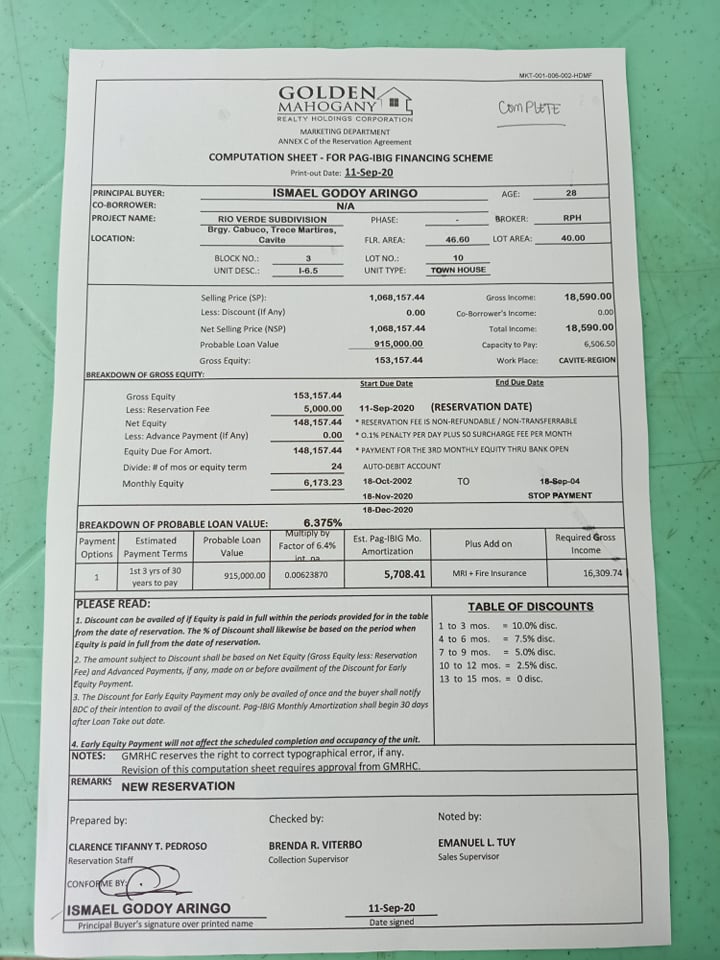 MKT-001-006-002-HDMF
GOLDEN
MAHOGANY
REALTY HOLDINGS CORPORATION
COMPLETE
MARKETING DEPARTMENT
ANNEX C of the Reservation Agreement
COMPUTATION SHEET - FOR PAG-IBIG FINANCING SCHEME
Print-out Date: 11-Sep-20
PRINCIPAL BUYER: ISMAEL GODOY ARINGO AGE: 28
CO-BORROWER: N/A
PROJECT NAME: RIO VERDE SUBDIVISION PHASE: - BROKER: RPH
LOCATION: Brgy. Cabuco, Trece Martires, Cavite FLR. AREA: 46.60 LOT AREA: 40.00
BLOCK NO.: 3 LOT NO.: 10
UNIT DESC.: I-6.5 UNIT TYPE: TOWN HOUSE
Selling Price (SP): 1,068,157.44 Gross Income: 18,590.00
Less: Discount (If Any) 0.00 Co-Borrower's Income: 0.00
Net Selling Price (NSP) 1,068,157.44 Total Income: 18,590.00
Probable Loan Value 915,000.00 Capacity to Pay: 6,506.50
Gross Equity: 153,157.44 Work Place: CAVITE-REGION
BREAKDOWN OF GROSS EQUITY: Start Due Date End Due Date
Gross Equity 153,157.44
Less: Reservation Fee 5,000.00 11-Sep-2020 (RESERVATION DATE)
Net Equity 148,157.44 * RESERVATION FEE IS NON-REFUNDABLE / NON-TRANSFERRABLE
Less: Advance Payment (If Any) 0.00 * 0.1% PENALTY PER DAY PLUS 50 SURCHARGE FEE PER MONTH
Equity Due For Amort. 148,157.44 * PAYMENT FOR THE 3RD MONTHLY EQUITY THRU BANK OPEN
Divide: # of mos or equity term 24 AUTO-DEBIT ACCOUNT
Monthly Equity 6,173.23 18-Oct-2002 TO 18-Sep-04
18-Nov-2020 STOP PAYMENT
18-Dec-2020
BREAKDOWN OF PROBABLE LOAN VALUE: 6.375%
Payment Options Estimated Payment Terms Probable Loan Value Multiply by Factor of 6.4% int. pa Est. Pag-IBIG Mo. Amortization Plus Add on Required Gross Income
1 1st 3 yrs of 30 years to pay 915,000.00 0.00623870 5,708.41 MRI + Fire Insurance 16,309.74
PLEASE READ:
1. Discount can be availed of if Equity is paid in full within the periods provided for in the table
from the date of reservation. The % of Discount shall likewise be based on the period when
Equity is paid in full from the date of reservation.
2. The amount subject to Discount shall be based on Net Equity (Gross Equity less: Reservation
Fee) and Advanced Payments, if any, made on or before availment of the Discount for Early
Equity Payment.
3. The Discount for Early Equity Payment may only be availed of once and the buyer shall notify
BDC of their intention to avail of the discount. Pag-IBIG Monthly Amortization shall begin 30 days
after Loan Take out date.
4. Early Equity Payment will not affect the scheduled completion and occupancy of the unit.
TABLE OF DISCOUNTS
1 to 3 mos. = 10.0% disc.
4 to 6 mos. = 7.5% disc.
7 to 9 mos. = 5.0% disc.
10 to 12 mos. = 2.5% disc.
13 to 15 mos. = 0 disc.
NOTES: GMRHC reserves the right to correct typographical error, if any.
Revision of this computation sheet requires approval from GMRHC.
REMARKS NEW RESERVATION
Prepared by: Checked by: Noted by:
CLARENCE TIFANNY T. PEDROSO BRENDA R. VITERBO EMANUEL L. TUY
Reservation Staff Collection Supervisor Sales Supervisor
CONFORME BY:
ISMAEL GODOY ARINGO 11-Sep-20
Principal Buyer's signature over printed name Date signed